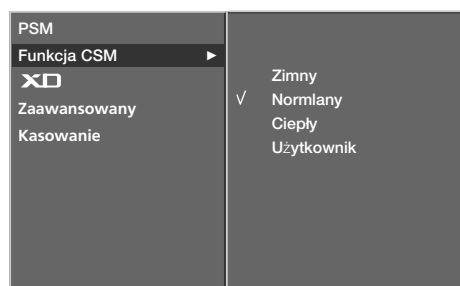 PSM
Funkcja CSM ►
XD
Zaawansowany
Kasowanie
Zimny
√ Normlany
Ciepły
Użytkownik